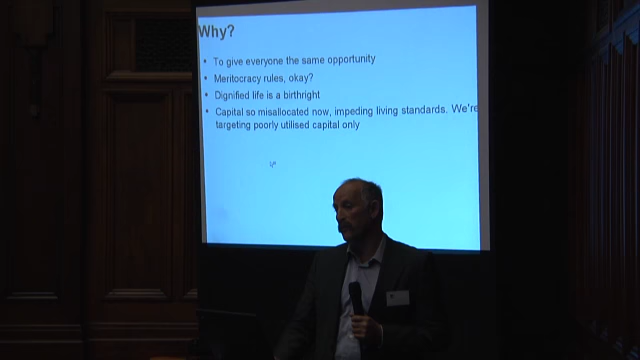 Why?
• To give everyone the same opportunity
• Meritocracy rules, okay?
• Dignified life is a birthright
• Capital so misallocated now, impeding living standards. We're
targeting poorly utilised capital only